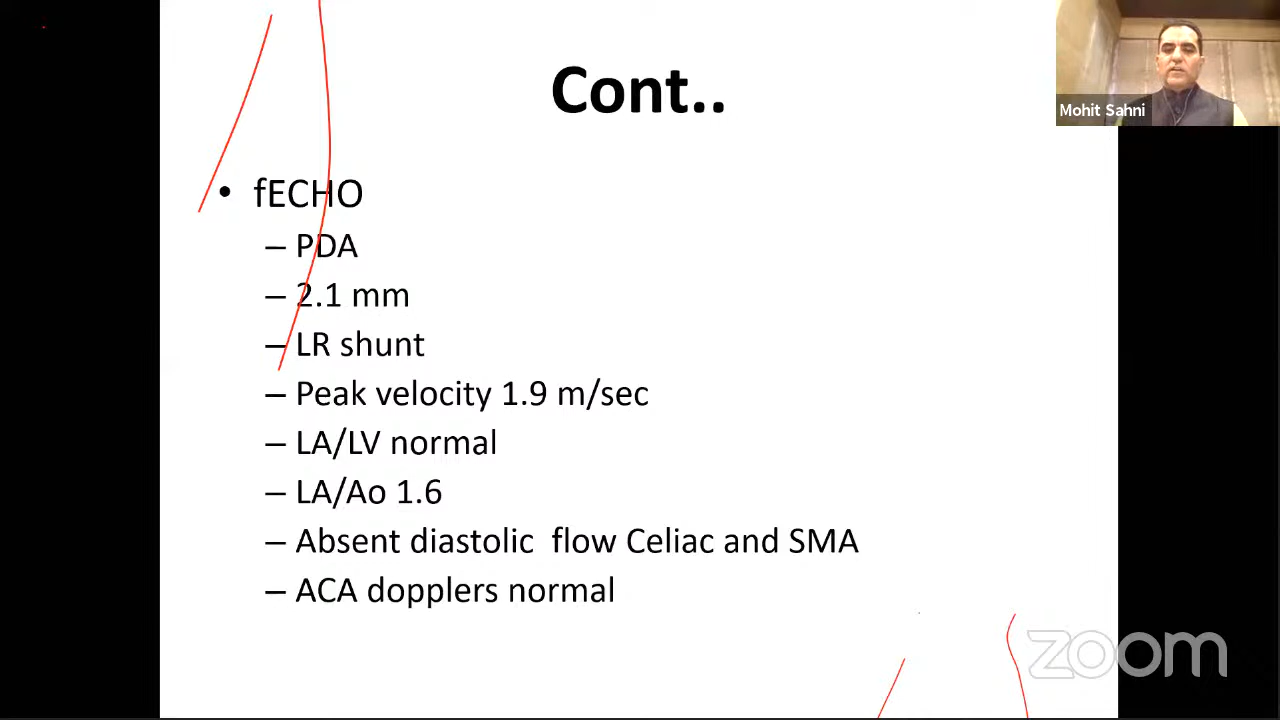 Cont..
Mohit Sahni
• fECHO
– PDA
– 2.1 mm
– LR shunt
– Peak velocity 1.9 m/sec
– LA/LV normal
– LA/Ao 1.6
– Absent diastolic  flow Celiac and SMA
– ACA dopplers normal
zoom